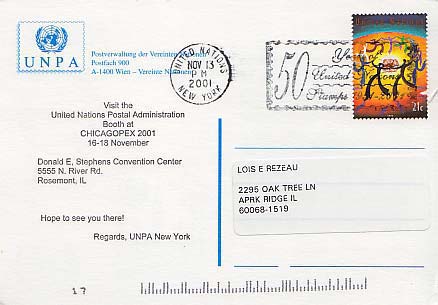 UNPA
Postverwaltung der Vereinten
Postfach 900
A-1400 Wien – Vereinte
UNITED NATIONS
NOV 13
PM
2001
NEW YORK
50 Years
United
Stamps
21c
Visit the
United Nations Postal Administration
Booth at
CHICAGOPEX 2001
16-18 November
Donald E, Stephens Convention Center
5555 N. River Rd.
Rosemont, IL
Hope to see you there!
Regards, UNPA New York
LOIS E REZEAU
2295 OAK TREE LN
APRK RIDGE IL
60068-1519
17